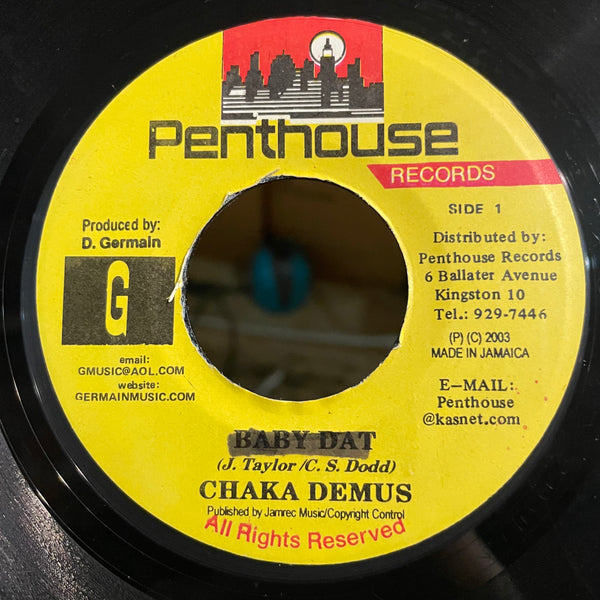 Penthouse
RECORDS
SIDE 1
Produced by:
D. Germain
G
email:
GMUSIC@AOL.COM
website:
GERMAINMUSIC.COM
Distributed by:
Penthouse Records
6 Ballater Avenue
Kingston 10
Tel.: 929-7446
(P) (C) 2003
MADE IN JAMAICA
E-MAIL:
Penthouse
@kasnet.com
BABY DAT
(J. Taylor /C. S. Dodd)
CHAKA DEMUS
Published by Jamrec Music/Copyright Control
All Rights Reserved